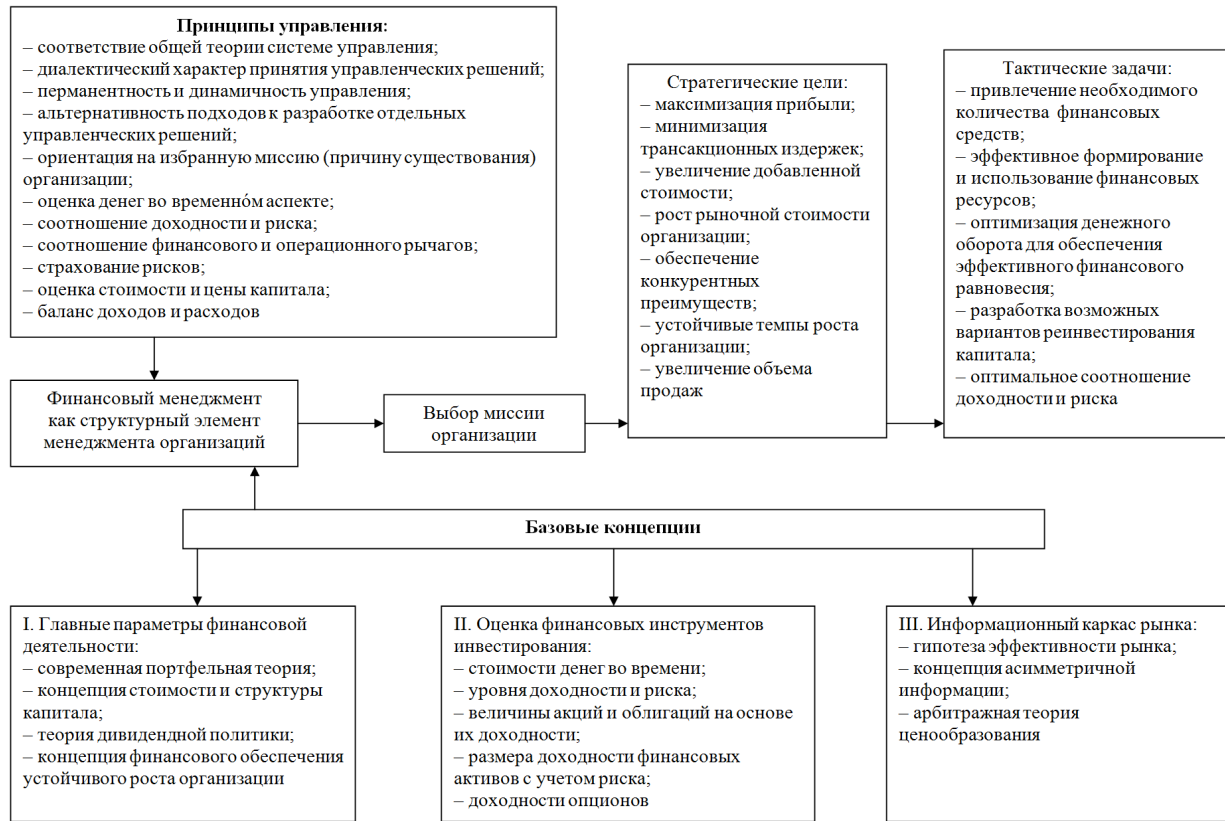 Принципы управления:
– соответствие общей теории системе управления;
– диалектический характер принятия управленческих решений;
– перманентность и динамичность управления;
– альтернативность подходов к разработке отдельных
управленческих решений;
– ориентация на избранную миссию (причину существования)
организации;
– оценка денег во временно́м аспекте;
– соотношение доходности и риска;
– соотношение финансового и операционного рычагов;
– страхование рисков;
– оценка стоимости и цены капитала;
– баланс доходов и расходов
Стратегические цели:
– максимизация прибыли;
– минимизация
трансакционных издержек;
– увеличение добавленной
стоимости;
– рост рыночной стоимости
организации;
– обеспечение
конкурентных
преимуществ;
– устойчивые темпы роста
организации;
– увеличение объема
продаж
Тактические задачи:
– привлечение необходимого
количества финансовых
средств;
– эффективное формирование
и использование финансовых
ресурсов;
– оптимизация денежного
оборота для обеспечения
эффективного финансового
равновесия;
– разработка возможных
вариантов реинвестирования
капитала;
– оптимальное соотношение
доходности и риска
Финансовый менеджмент
как структурный элемент
менеджмента организаций
Выбор миссии
организации
Базовые концепции
I. Главные параметры финансовой
деятельности:
– современная портфельная теория;
– концепция стоимости и структуры
капитала;
– теория дивидендной политики;
– концепция финансового обеспечения
устойчивого роста организации
II. Оценка финансовых инструментов
инвестирования:
– стоимости денег во времени;
– уровня доходности и риска;
– величины акций и облигаций на основе
их доходности;
– размера доходности финансовых
активов с учетом риска;
– доходности опционов
III. Информационный каркас рынка:
– гипотеза эффективности рынка;
– концепция асимметричной
информации;
– арбитражная теория
ценообразования